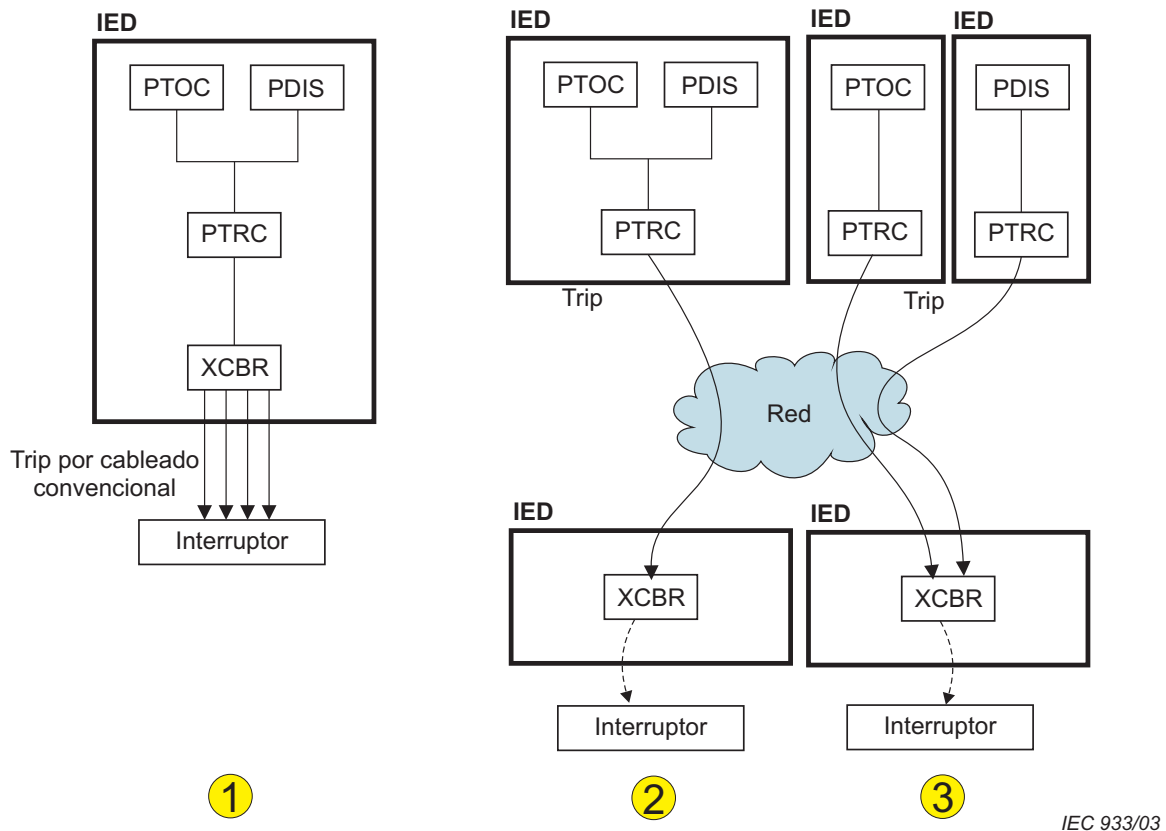 IED
PTOC
PDIS
PTRC
XCBR
Trip por cableado
convencional
Interruptor
1
IED
PTOC
PDIS
PTRC
Trip
IED
PTOC
PTRC
IED
PDIS
PTRC
Trip
Red
IED
XCBR
Interruptor
2
IED
XCBR
Interruptor
3
IEC 933/03